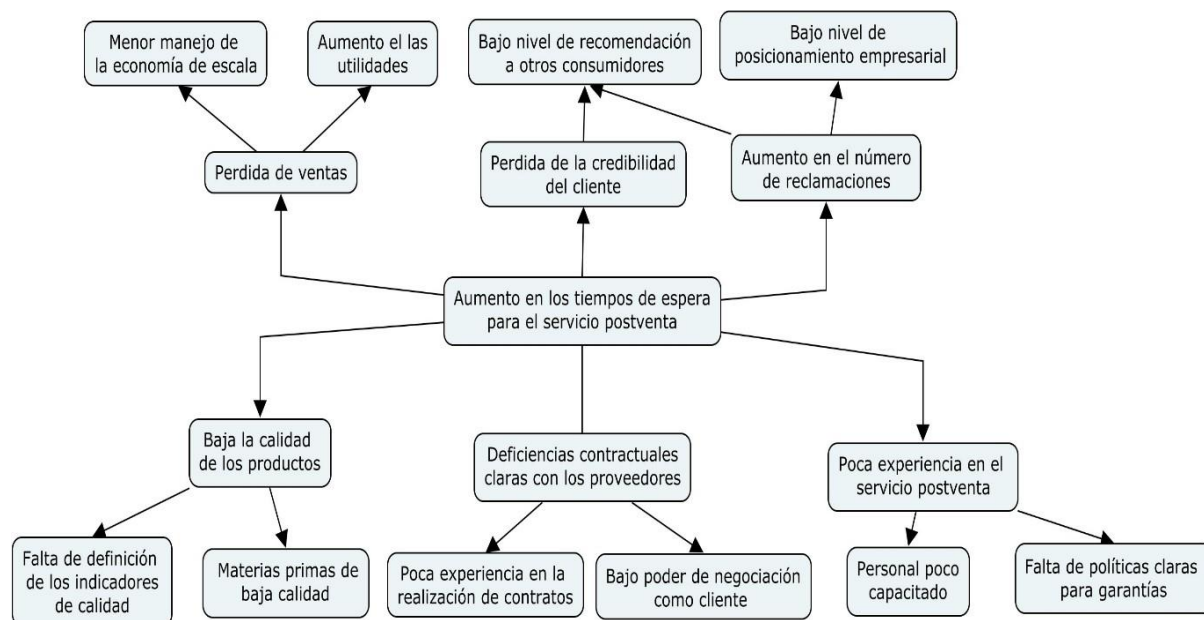 Menor manejo de
la economía de escala
Aumento el las
utilidades
Bajo nivel de recomendación
a otros consumidores
Bajo nivel de
posicionamiento empresarial
Perdida de ventas
Perdida de la credibilidad
del cliente
Aumento en el número
de reclamaciones
Aumento en los tiempos de espera
para el servicio postventa
Baja la calidad
de los productos
Deficiencias contractuales
claras con los proveedores
Poca experiencia en el
servicio postventa
Falta de definición
de los indicadores
de calidad
Materias primas de
baja calidad
Poca experiencia en la
realización de contratos
Bajo poder de negociación
como cliente
Personal poco
capacitado
Falta de políticas claras
para garantías